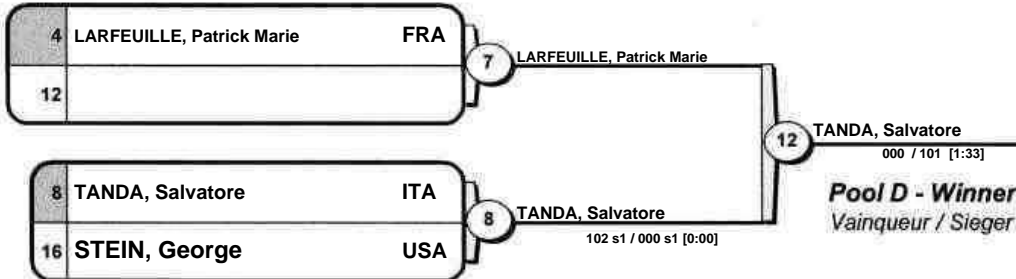 4 LARFEUILLE, Patrick Marie FRA
12
7 LARFEUILLE, Patrick Marie
8 TANDA, Salvatore ITA
16 STEIN, George USA
8 TANDA, Salvatore
102 s1 / 000 s1 [0:00]
12 TANDA, Salvatore
000 / 101 [1:33]
Pool D - Winner
Vainqueur / Sieger